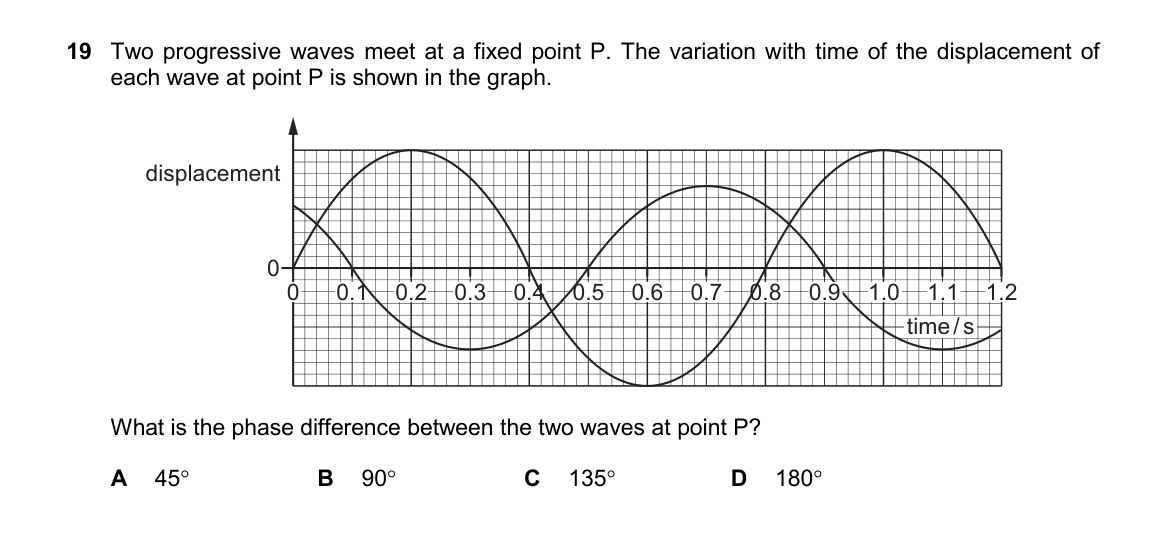 19 Two progressive waves meet at a fixed point P. The variation with time of the displacement of
each wave at point P is shown in the graph.
displacement
0
0 0.1 0.2 0.3 0.4 0.5 0.6 0.7 0.8 0.9 1.0 1.1 1.2
time / s
What is the phase difference between the two waves at point P?
A 45° B 90° C 135° D 180°